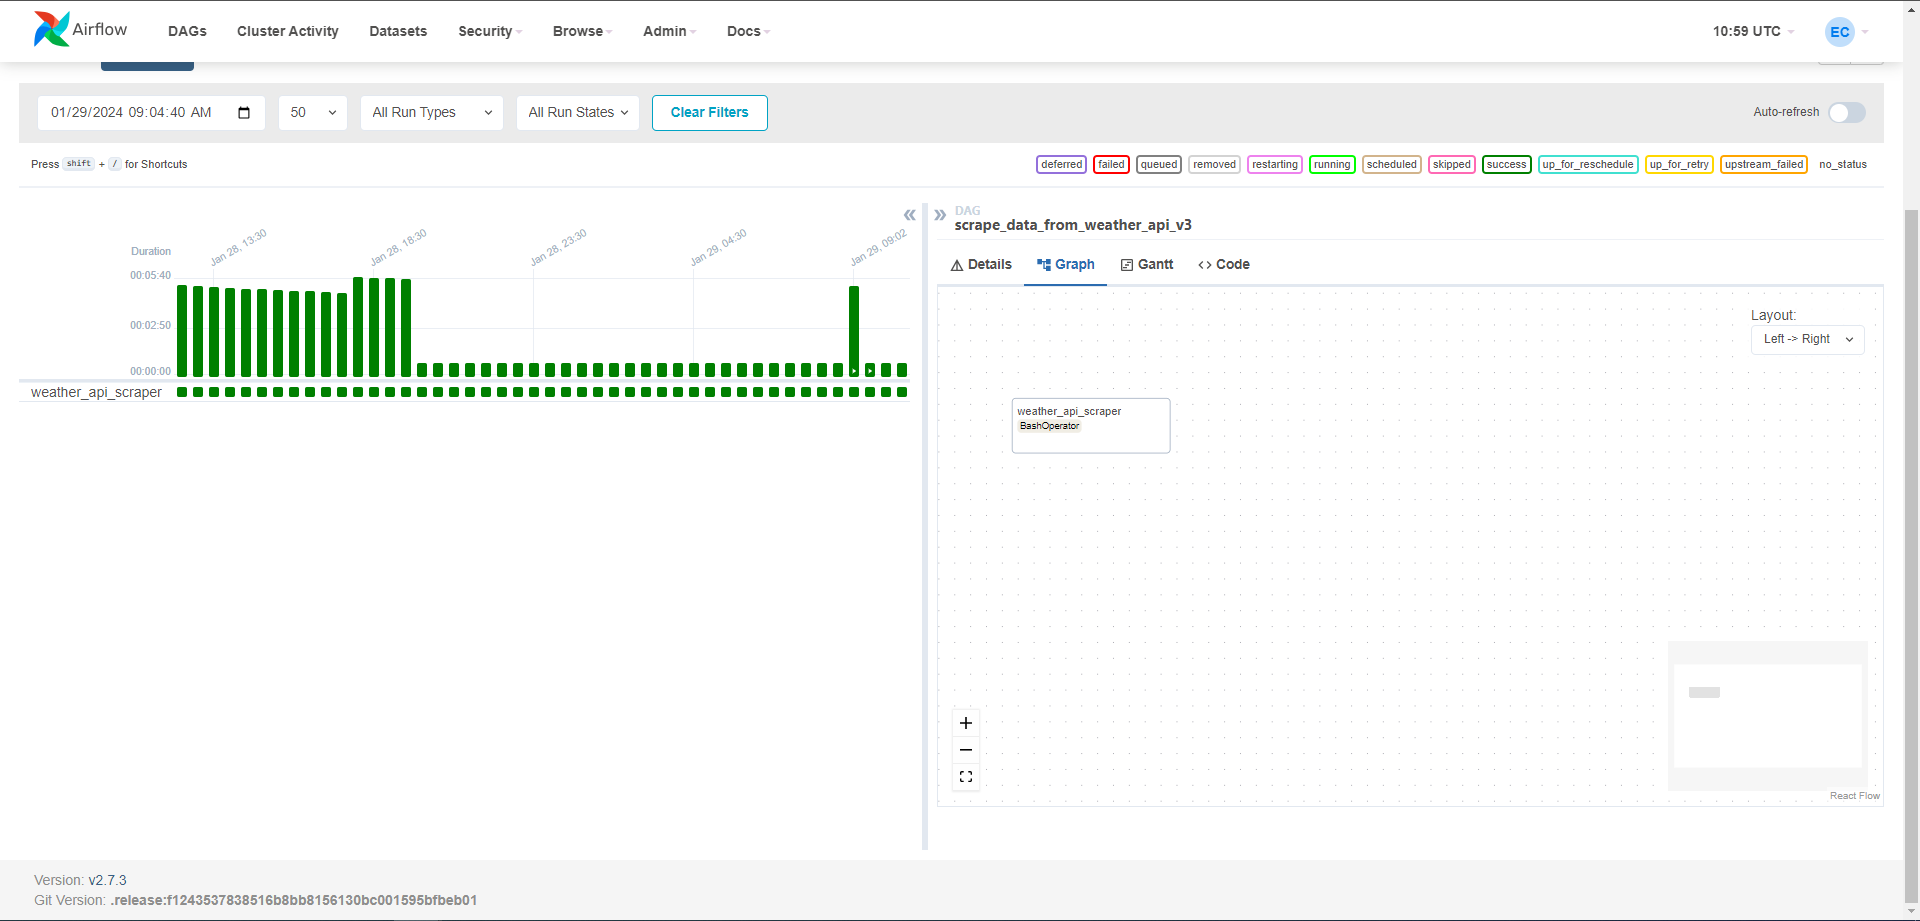 Airflow DAGs Cluster Activity Datasets Security Browse Admin Docs 10:59 UTC EC
01/29/2024 09:04:40 AM 50 All Run Types All Run States Clear Filters Auto-refresh
Press shift + / for Shortcuts deferred failed queued removed restarting running scheduled skipped success up_for_reschedule up_for_retry upstream_failed no_status
Duration
Jan 28, 13:30 Jan 28, 18:30 Jan 28, 23:30 Jan 29, 04:30 Jan 29, 09:02
00:05:40
00:02:50
00:00:00
weather_api_scraper
DAG
scrape_data_from_weather_api_v3
Details Graph Gantt Code
Layout:
Left -> Right
weather_api_scraper
BashOperator
React Flow
Version: v2.7.3
Git Version: .release:f1243537838516b8bb8156130bc001595bfbeb01